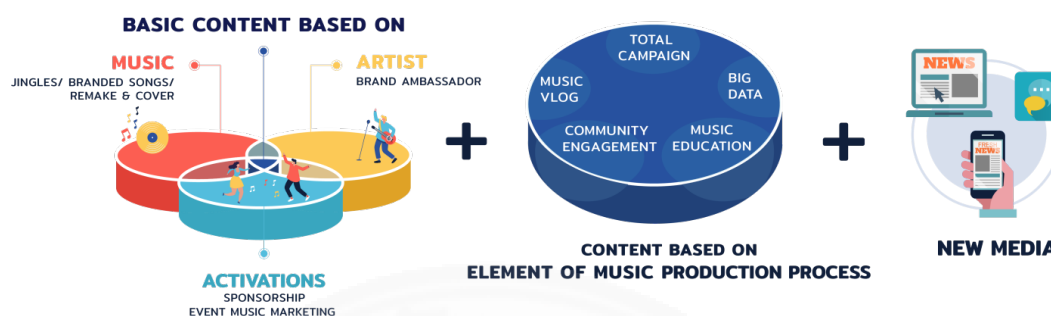 BASIC CONTENT BASED ON
MUSIC
JINGLES/ BRANDED SONGS/
REMAKE & COVER
ARTIST
BRAND AMBASSADOR
ACTIVATIONS
SPONSORSHIP
EVENT MUSIC MARKETING
+
TOTAL
CAMPAIGN
MUSIC
VLOG
BIG
DATA
COMMUNITY
ENGAGEMENT
MUSIC
EDUCATION
CONTENT BASED ON
ELEMENT OF MUSIC PRODUCTION PROCESS
+
NEWS
FRESH
NEWS
NEW MEDIA